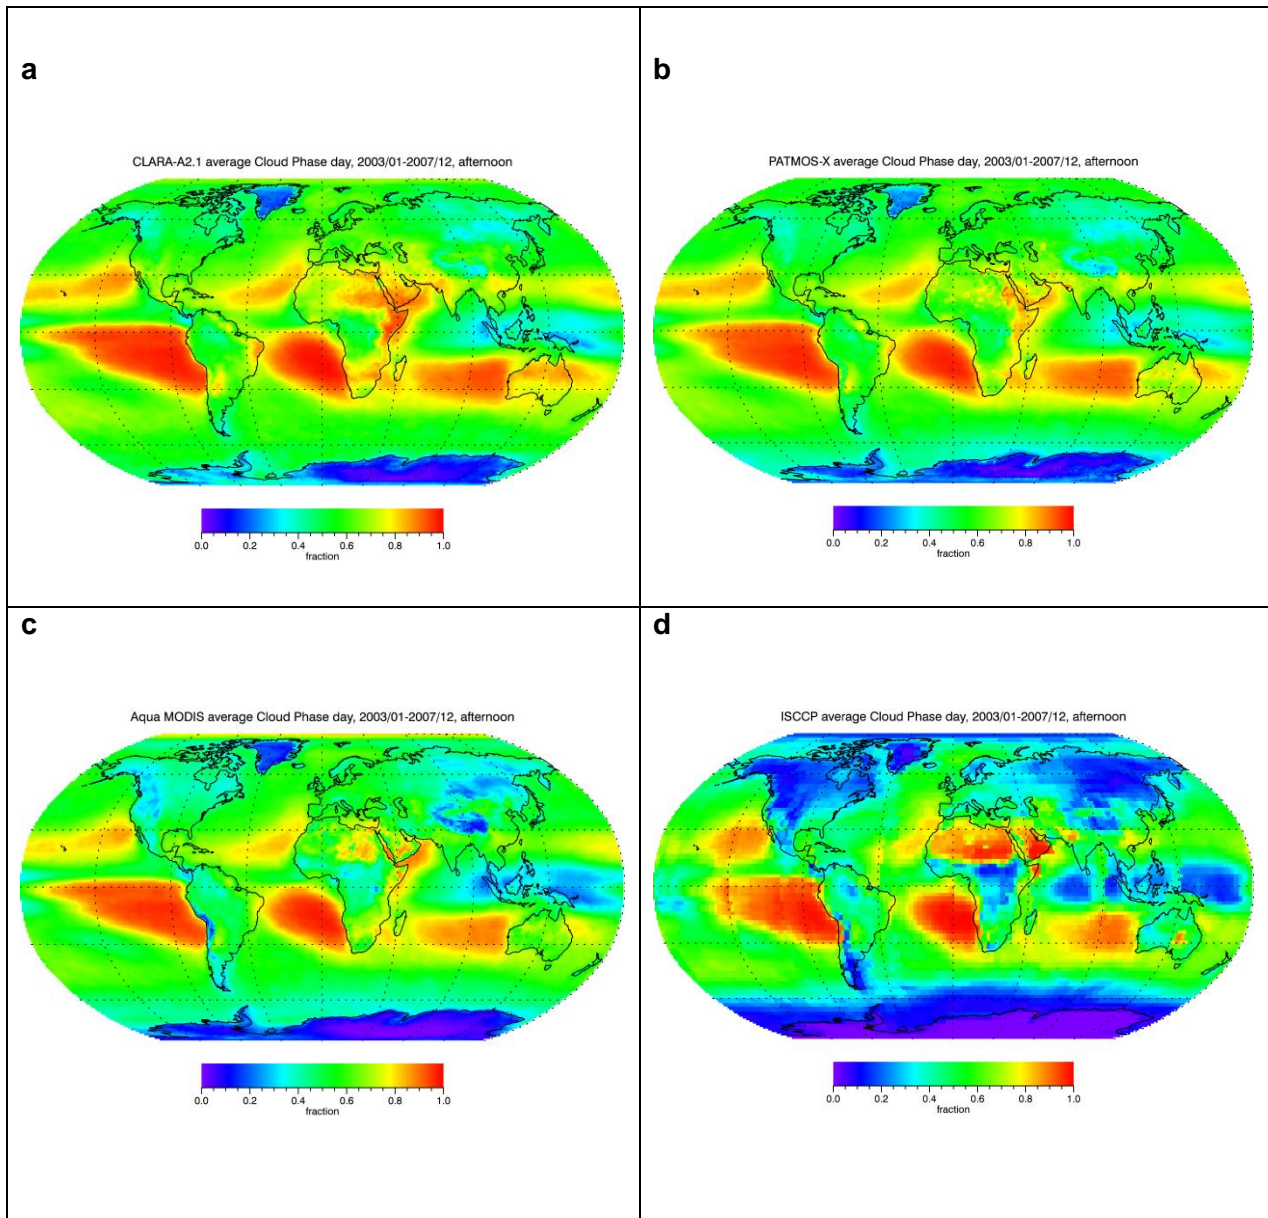 a
CLARA-A2.1 average Cloud Phase day, 2003/01-2007/12, afternoon
0.0 0.2 0.4 0.6 0.8 1.0
fraction
b
PATMOS-X average Cloud Phase day, 2003/01-2007/12, afternoon
0.0 0.2 0.4 0.6 0.8 1.0
fraction
c
Aqua MODIS average Cloud Phase day, 2003/01-2007/12, afternoon
0.0 0.2 0.4 0.6 0.8 1.0
fraction
d
ISCCP average Cloud Phase day, 2003/01-2007/12, afternoon
0.0 0.2 0.4 0.6 0.8 1.0
fraction